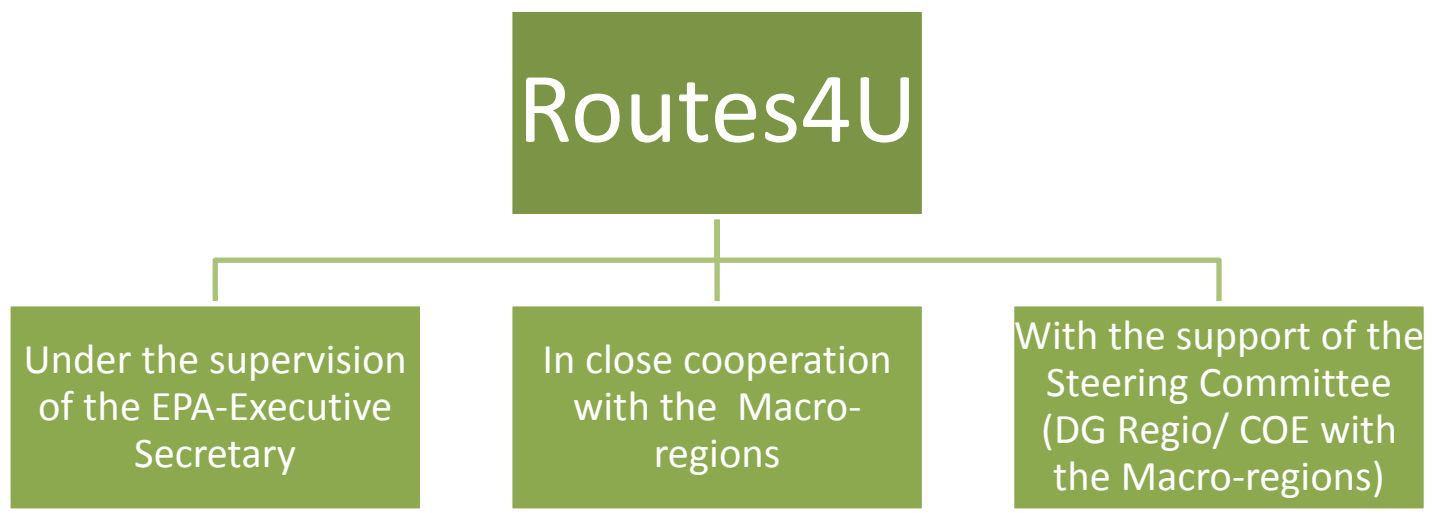 Routes4U
Under the supervision
of the EPA-Executive
Secretary
In close cooperation
with the  Macro-
regions
With the support of the
Steering Committee
(DG Regio/ COE with
the Macro-regions)